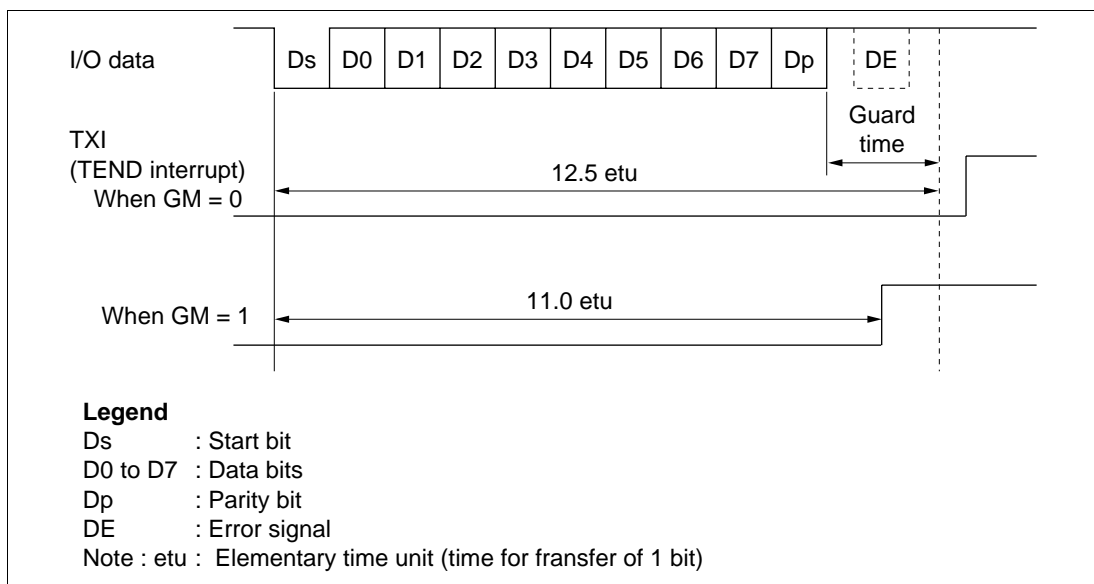 I/O data
Ds D0 D1 D2 D3 D4 D5 D6 D7 Dp DE
Guard
time
TXI
(TEND interrupt)
When GM = 0
12.5 etu
When GM = 1
11.0 etu
Legend
Ds : Start bit
D0 to D7 : Data bits
Dp : Parity bit
DE : Error signal
Note : etu : Elementary time unit (time for fransfer of 1 bit)